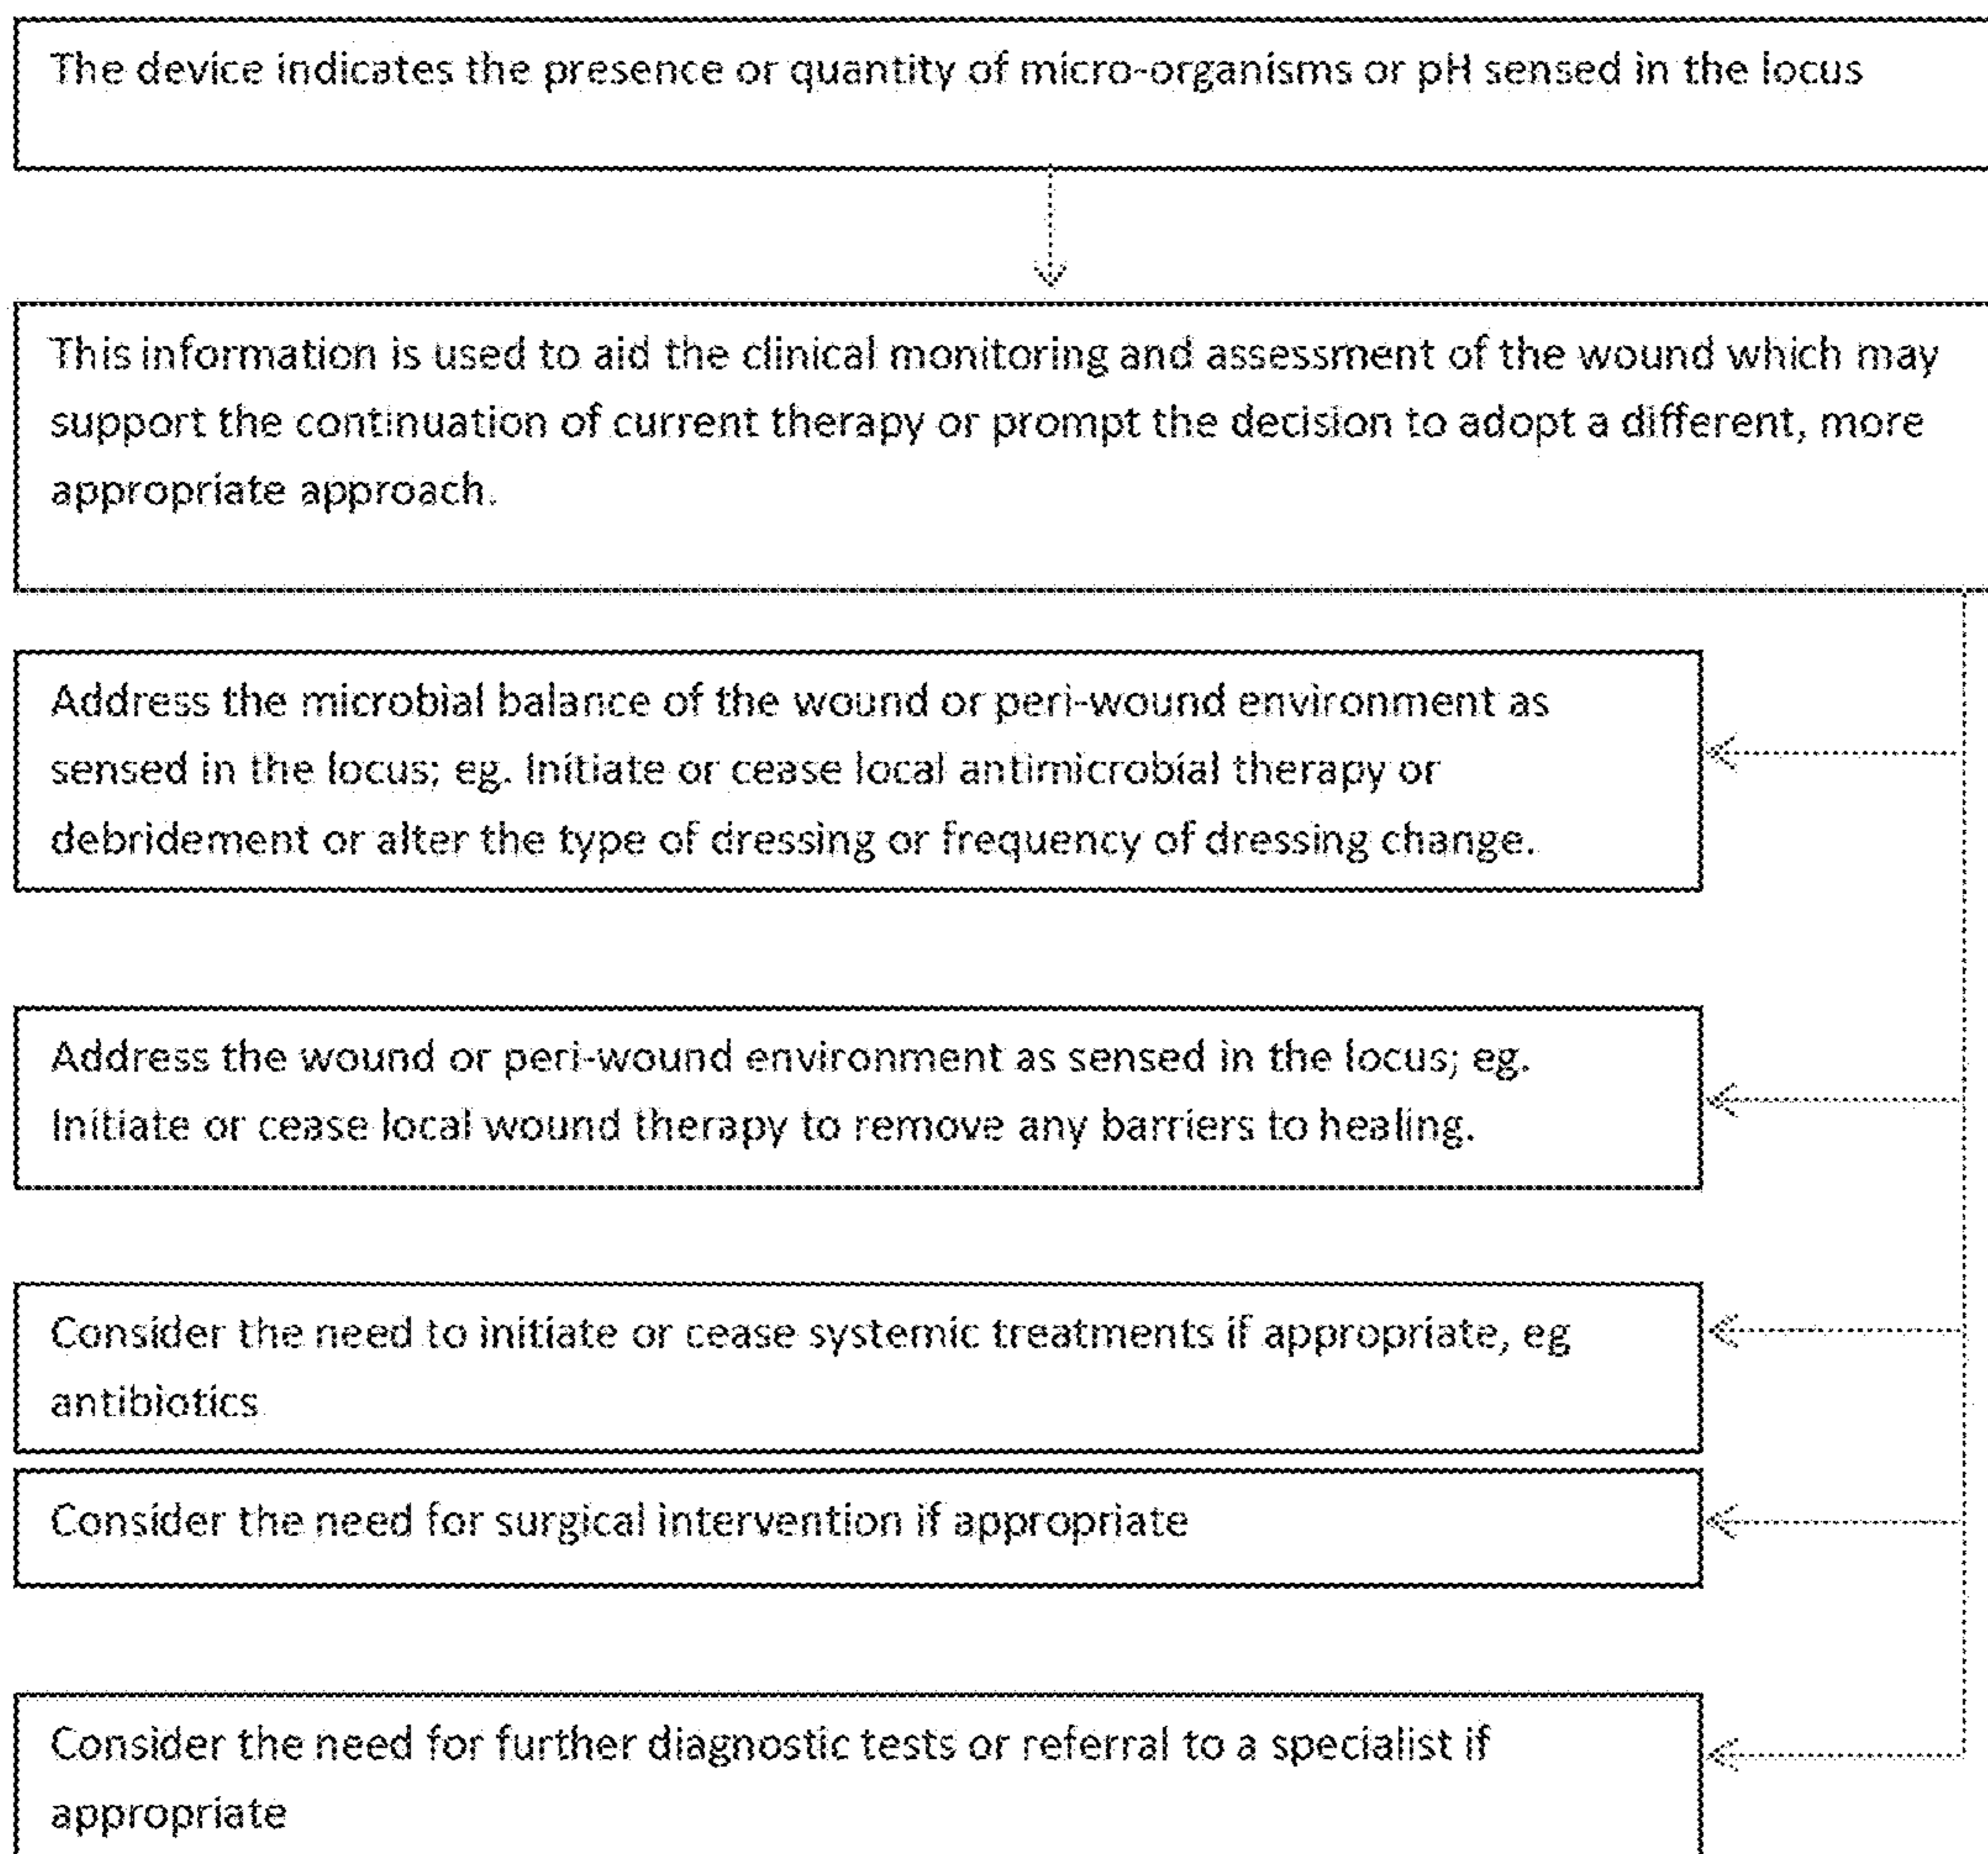 The device indicates the presence or quantity of micro-organisms or pH sensed in the locus
This information is used to aid the clinical monitoring and assessment of the wound which may
support the continuation of current therapy or prompt the decision to adopt a different, more
appropriate approach.
Address the microbial balance of the wound or peri-wound environment as
sensed in the locus; eg. Initiate or cease local antimicrobial therapy or
debridement or alter the type of dressing or frequency of dressing change.
Address the wound or peri-wound environment as sensed in the locus; eg.
Initiate or cease local wound therapy to remove any barriers to healing.
Consider the need to initiate or cease systemic treatments if appropriate, eg
antibiotics
Consider the need for surgical intervention if appropriate
Consider the need for further diagnostic tests or referral to a specialist if
appropriate